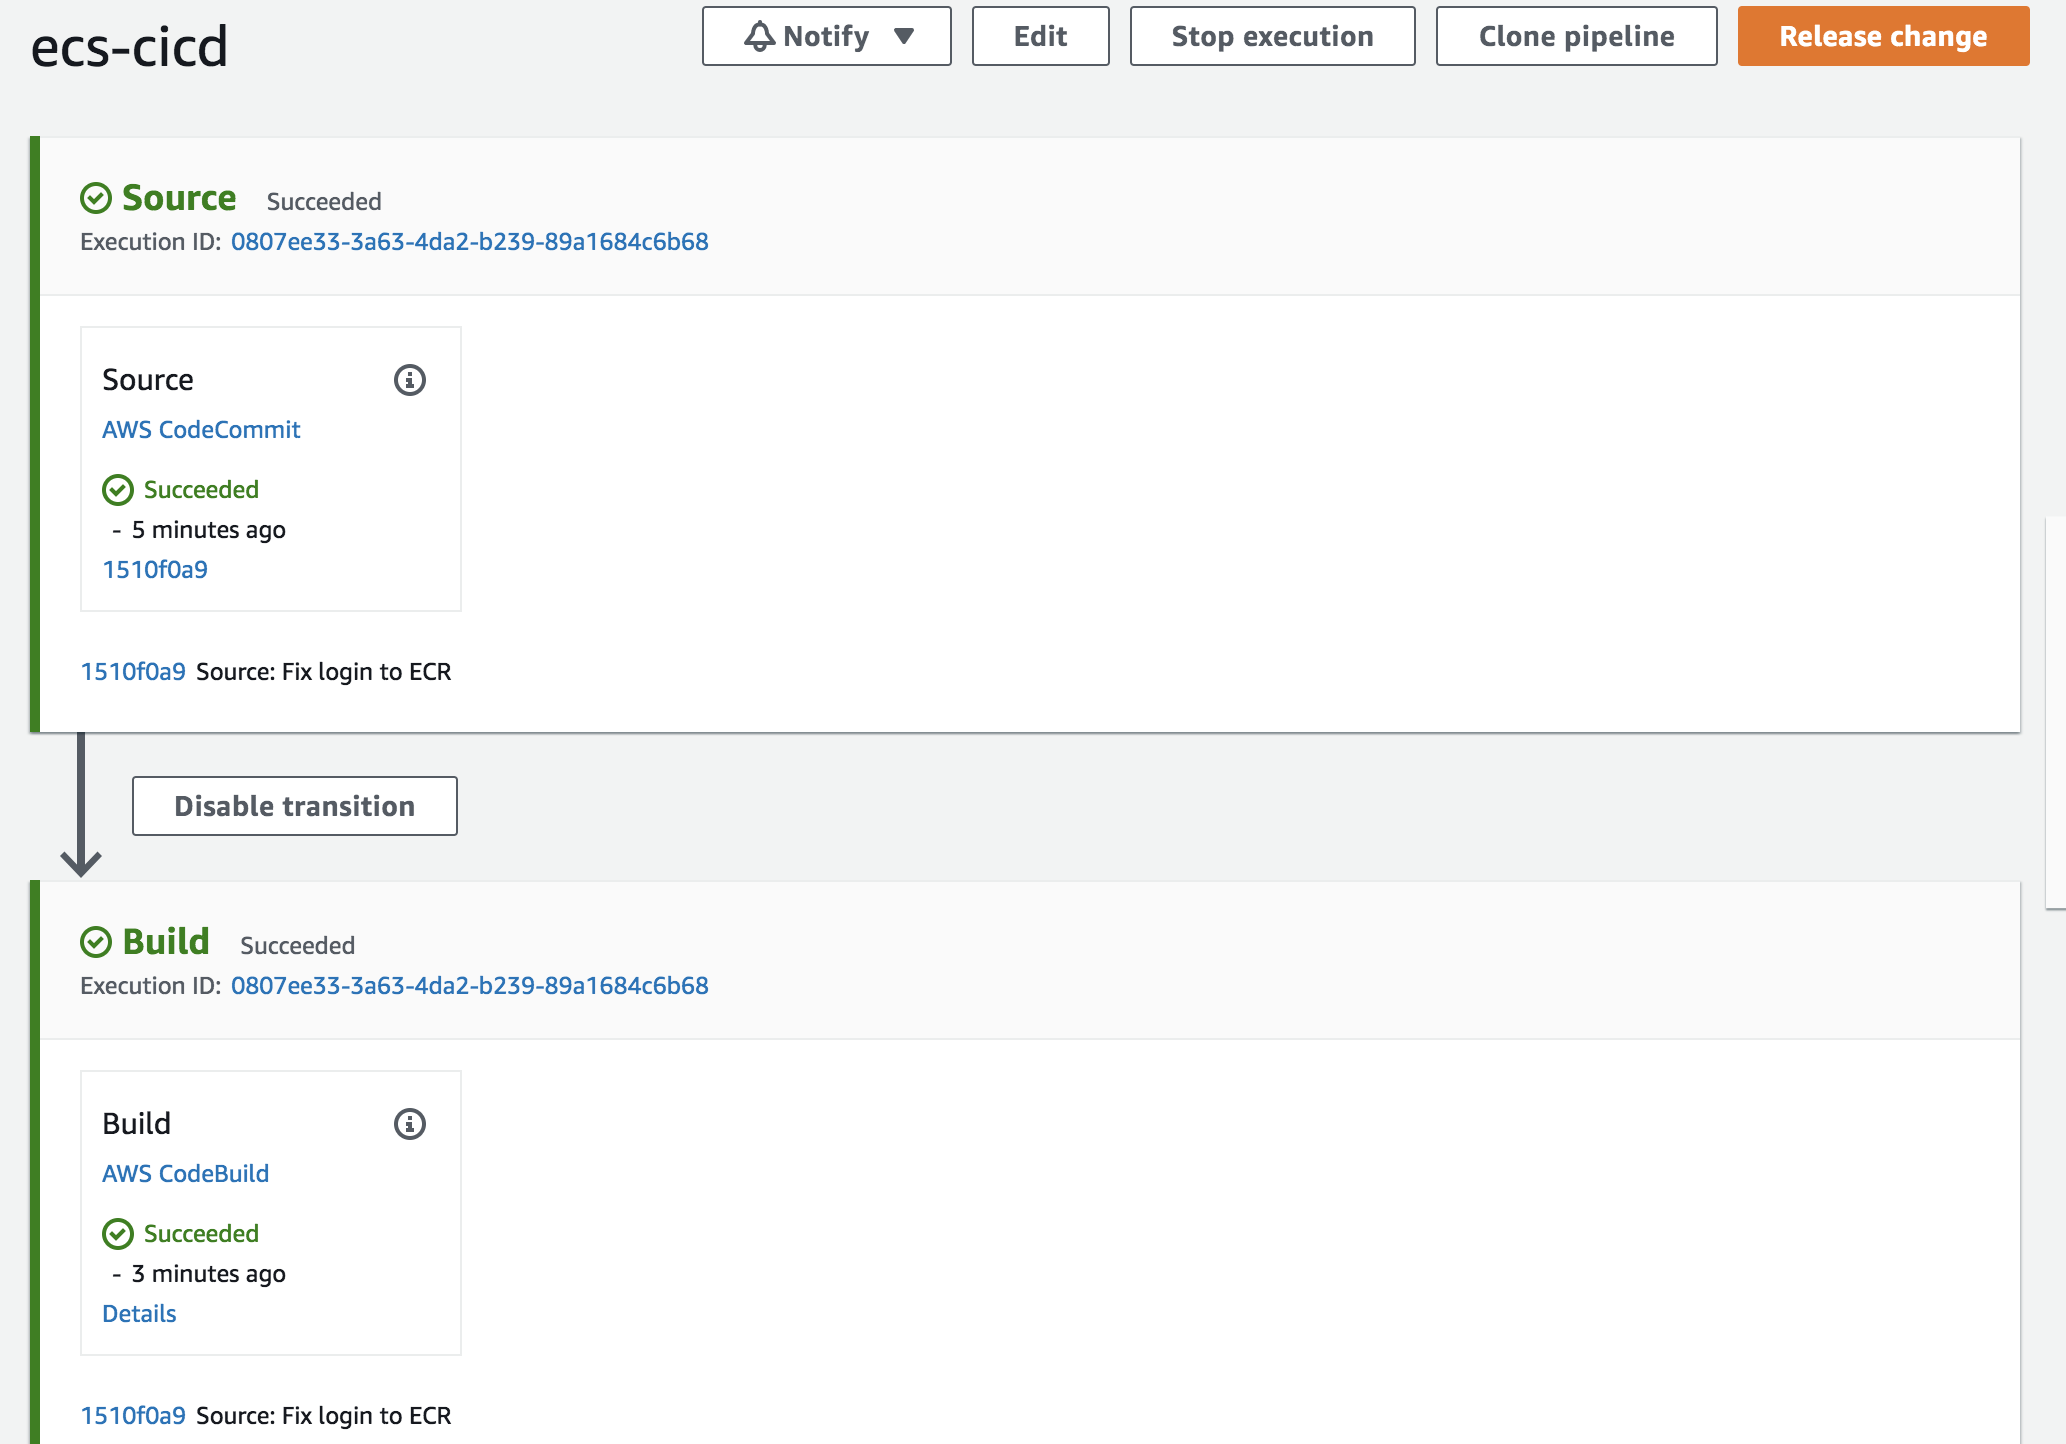 ecs-cicd
Notify
Edit
Stop execution
Clone pipeline
Release change
Source Succeeded
Execution ID: 0807ee33-3a63-4da2-b239-89a1684c6b68
Source
AWS CodeCommit
Succeeded
- 5 minutes ago
1510f0a9
1510f0a9 Source: Fix login to ECR
Disable transition
Build Succeeded
Execution ID: 0807ee33-3a63-4da2-b239-89a1684c6b68
Build
AWS CodeBuild
Succeeded
- 3 minutes ago
Details
1510f0a9 Source: Fix login to ECR